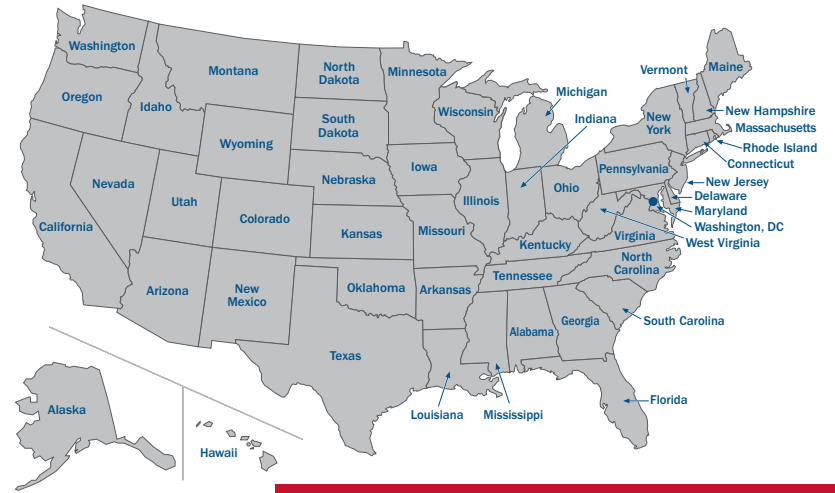 Washington
Oregon
California
Nevada
Idaho
Montana
Wyoming
Utah
Arizona
Colorado
New
Mexico
North
Dakota
South
Dakota
Nebraska
Kansas
Oklahoma
Texas
Minnesota
Iowa
Missouri
Arkansas
Louisiana
Wisconsin
Illinois
Michigan
Indiana
Ohio
Kentucky
Tennessee
Mississippi
Alabama
Georgia
Florida
South Carolina
North
Carolina
Virginia
West Virginia
Washington, DC
Maryland
Delaware
New Jersey
Pennsylvania
New
York
Connecticut
Rhode Island
Massachusetts
New Hampshire
Vermont
Maine
Alaska
Hawaii